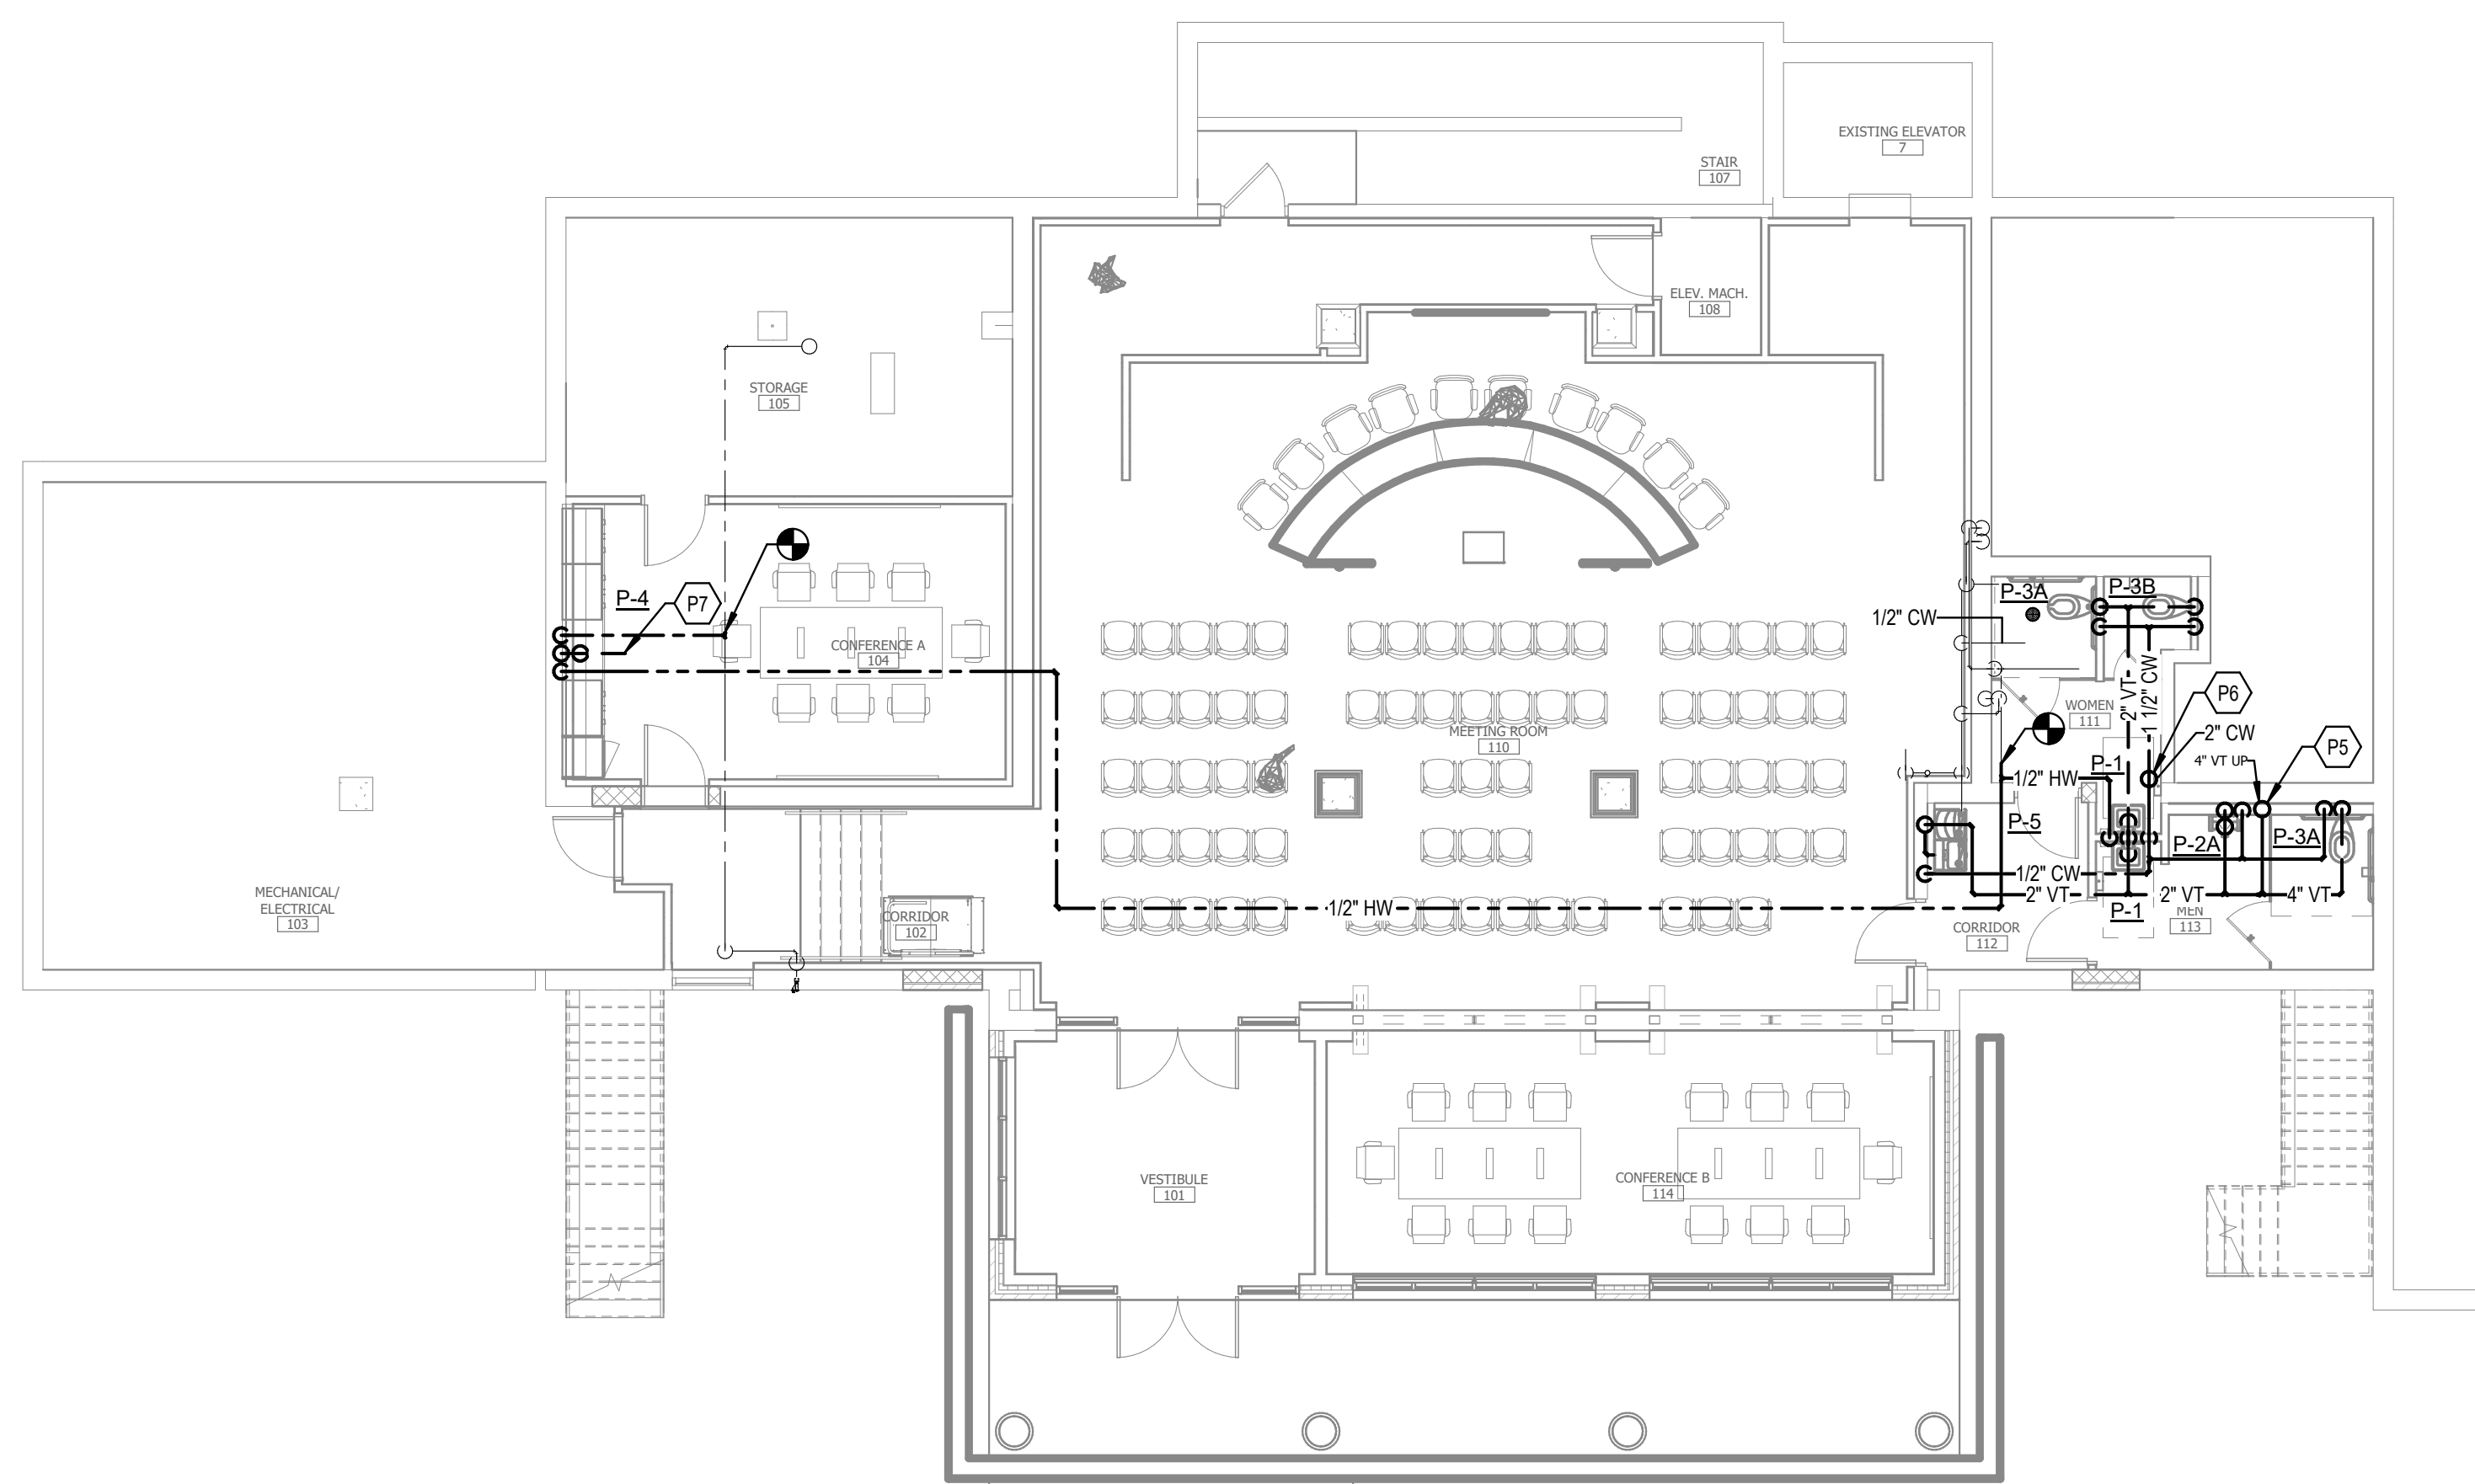 EXISTING ELEVATOR
7
STAIR
107
ELEV. MACH.
108
STORAGE
105
P-4
P7
CONFERENCE A
104
1/2" CW
P-3A
P-3B
2" VT
1 1/2" CW
WOMEN
111
P6
2" CW
4" VT UP
P5
MEETING ROOM
110
P-1
1/2" HW
P-5
P-2A
P-3A
1/2" CW
2" VT
2" VT
4" VT
P-1
MEN
113
MECHANICAL/
ELECTRICAL
103
CORRIDOR
102
1/2" HW
CORRIDOR
112
VESTIBULE
101
CONFERENCE B
114